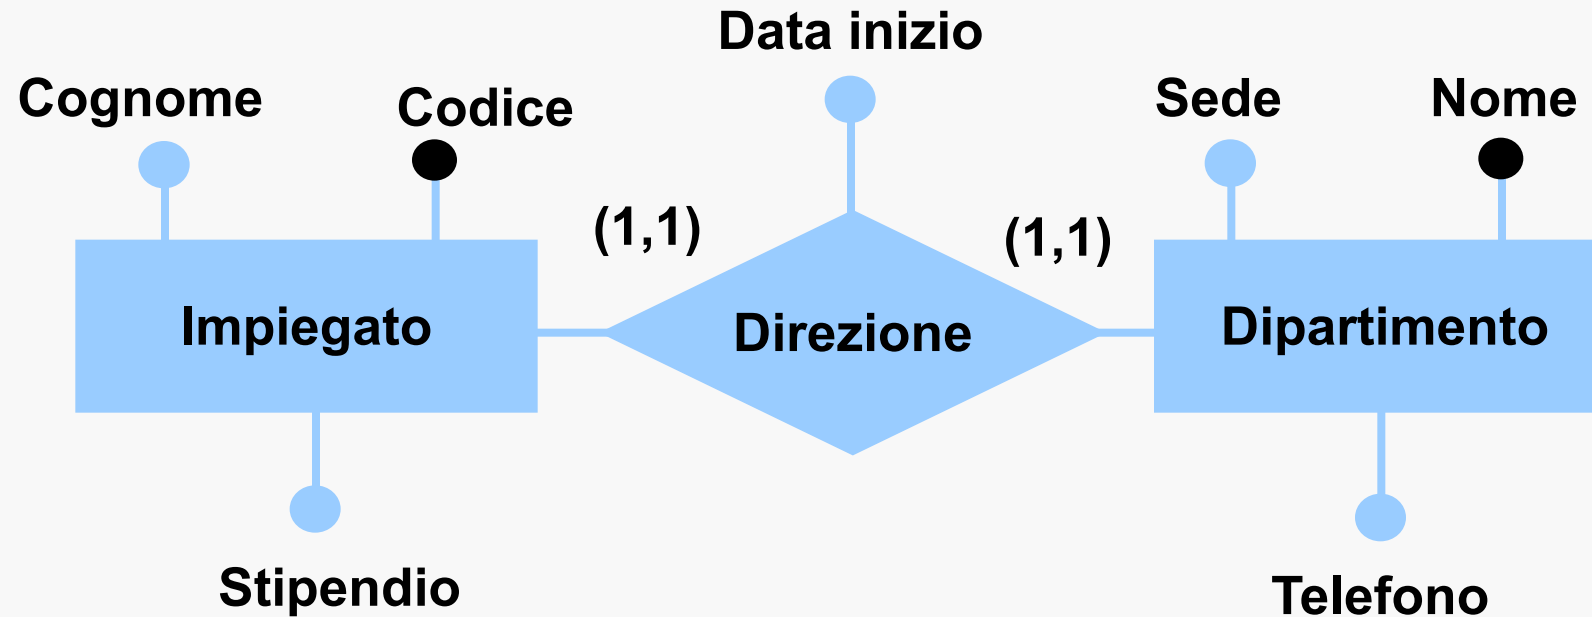 Data inizio
Cognome
Codice
Sede
Nome
(1,1)
(1,1)
Impiegato
Direzione
Dipartimento
Stipendio
Telefono